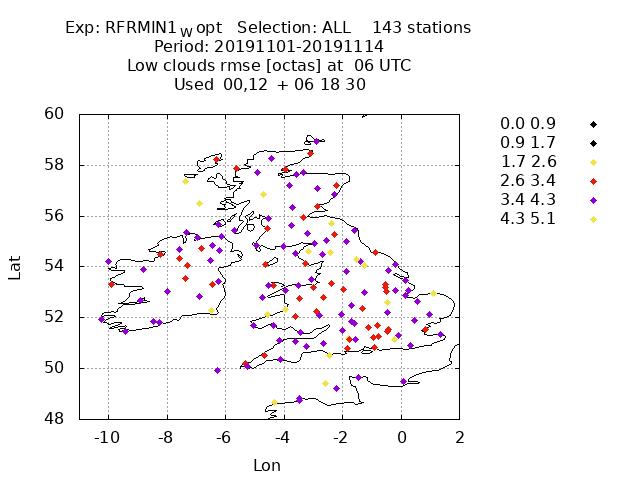 Exp: RFRMIN1wopt Selection: ALL 143 stations
Period: 20191101-20191114
Low clouds rmse [octas] at 06 UTC
Used 00,12 + 06 18 30
60
58
56
54
52
50
48
Lat
-10 -8 -6 -4 -2 0 2
Lon
0.0 0.9
0.9 1.7
1.7 2.6
2.6 3.4
3.4 4.3
4.3 5.1